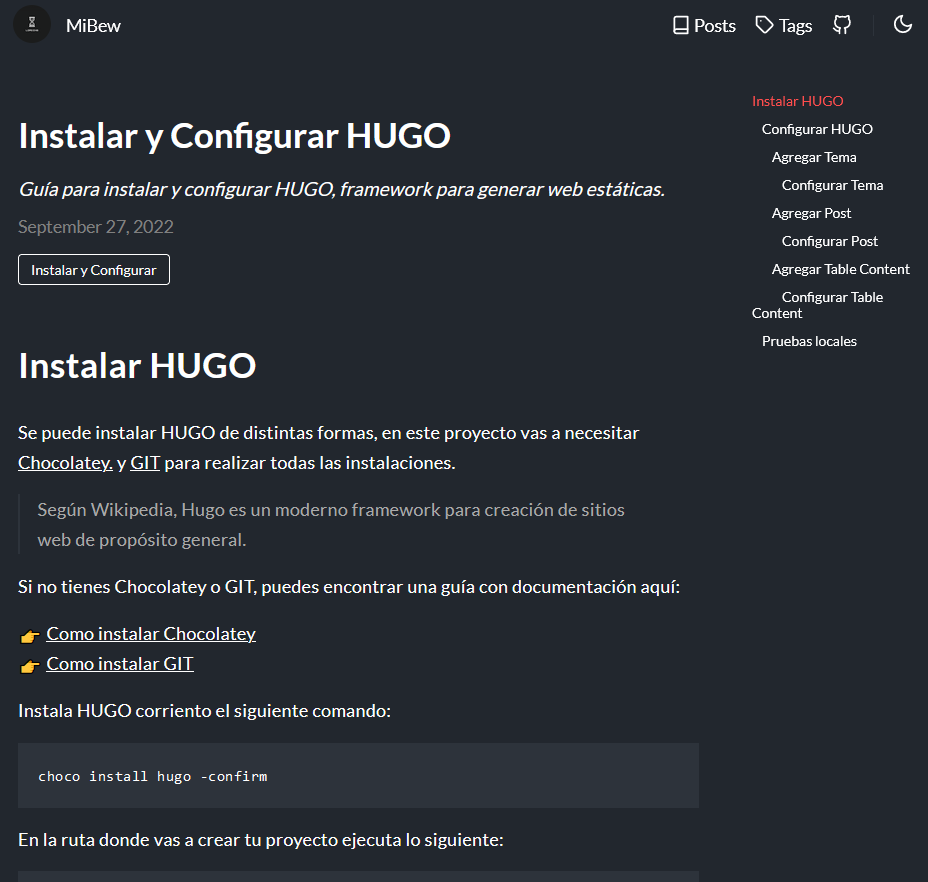 MiBew
Posts
Tags
Instalar HUGO
Configurar HUGO
Agregar Tema
Configurar Tema
Agregar Post
Configurar Post
Agregar Table Content
Configurar Table
Content
Pruebas locales
Instalar y Configurar HUGO
Guía para instalar y configurar HUGO, framework para generar web estáticas.
September 27, 2022
Instalar y Configurar
Instalar HUGO
Se puede instalar HUGO de distintas formas, en este proyecto vas a necesitar
Chocolatey. y GIT para realizar todas las instalaciones.
Según Wikipedia, Hugo es un moderno framework para creación de sitios
web de propósito general.
Si no tienes Chocolatey o GIT, puedes encontrar una guía con documentación aquí:
👉 Como instalar Chocolatey
👉 Como instalar GIT
Instala HUGO corriento el siguiente comando:
choco install hugo -confirm
En la ruta donde vas a crear tu proyecto ejecuta lo siguiente: